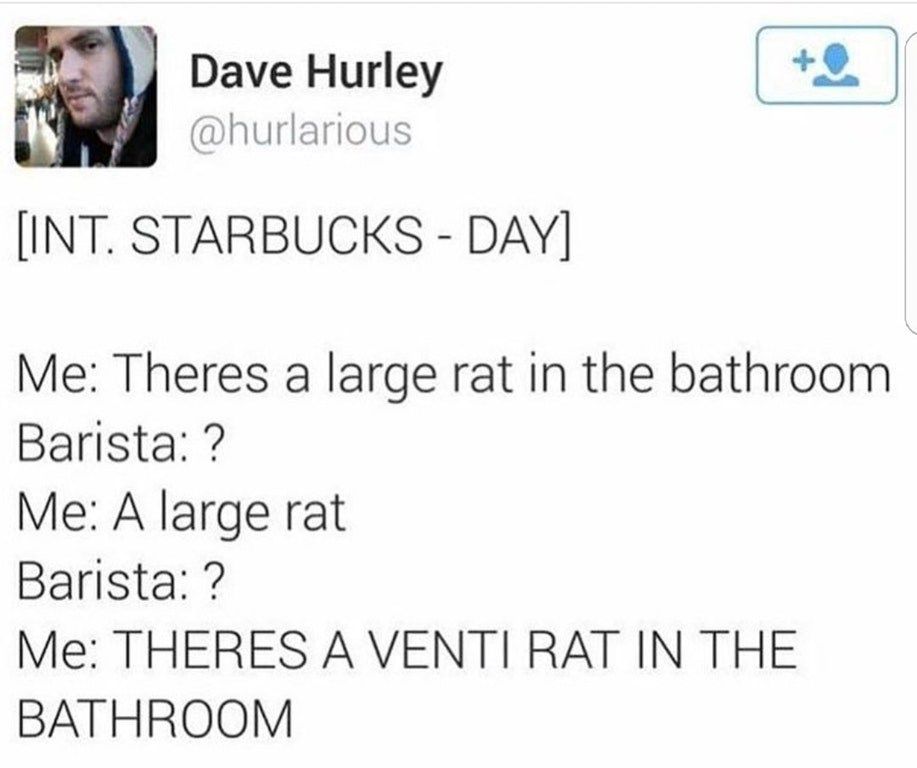 Dave Hurley
@hurlarious
[INT. STARBUCKS - DAY]
Me: Theres a large rat in the bathroom
Barista: ?
Me: A large rat
Barista: ?
Me: THERES A VENTI RAT IN THE
BATHROOM